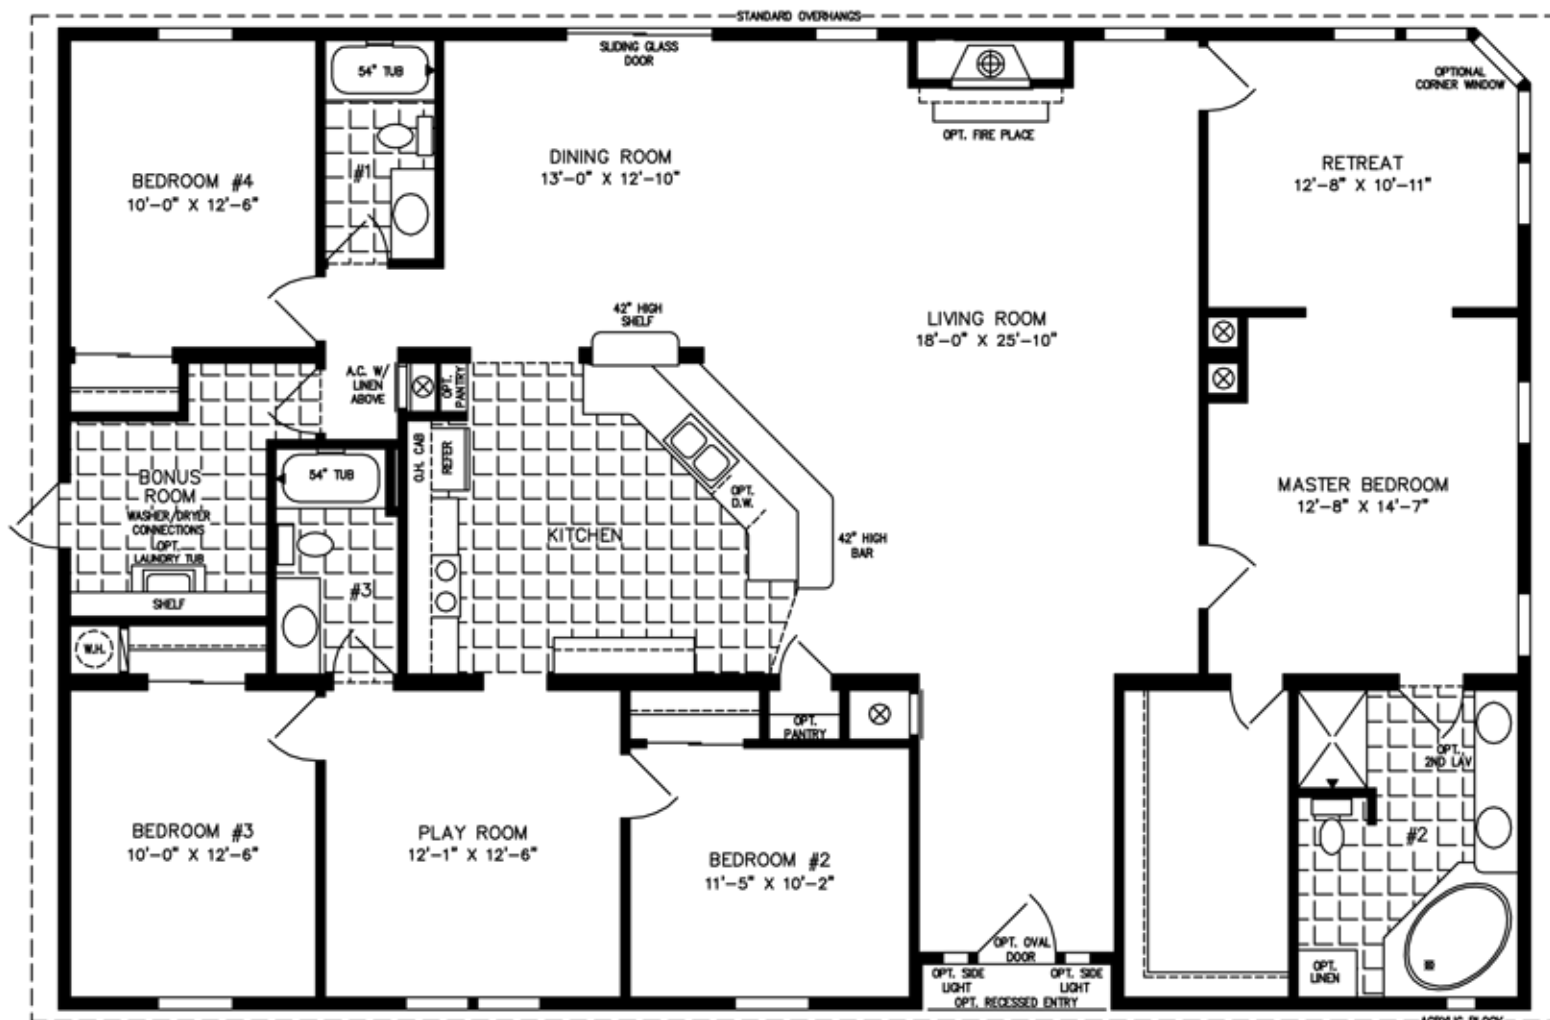 STANDARD OVERHANGS
SLIDING GLASS
DOOR
54" TUB
OPTIONAL
CORNER WINDOW
OPT. FIRE PLACE
DINING ROOM
13'-0" X 12'-10"
#1
BEDROOM #4
10'-0" X 12'-6"
RETREAT
12'-8" X 10'-11"
42" HIGH
SHELF
LIVING ROOM
18'-0" X 25'-10"
A.C. W/
LINEN
ABOVE
OPT.
PANTRY
O.H. CAB
REFER
54" TUB
BONUS
ROOM
WASHER/DRYER
CONNECTIONS
OPT.
LAUNDRY TUB
SHELF
OPT.
D.W.
KITCHEN
42" HIGH
BAR
MASTER BEDROOM
12'-8" X 14'-7"
#3
W.H.
OPT.
PANTRY
OPT.
2ND LAV
BEDROOM #3
10'-0" X 12'-6"
PLAY ROOM
12'-1" X 12'-6"
BEDROOM #2
11'-5" X 10'-2"
#2
OPT. OVAL
DOOR
OPT. SIDE
LIGHT
OPT. SIDE
LIGHT
OPT. RECESSED ENTRY
OPT.
LINEN